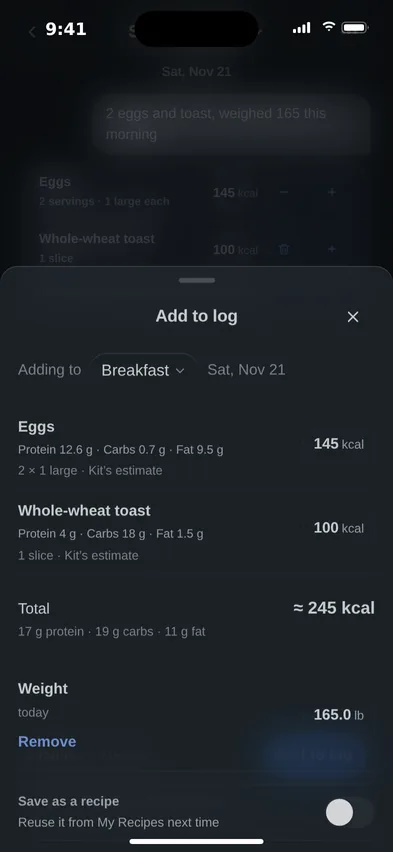 9:41
Sat, Nov 21
2 eggs and toast, weighed 165 this
morning
Eggs
145 kcal − +
2 servings · 1 large each
Whole-wheat toast
100 kcal +
1 slice
Add to log
Adding to Breakfast Sat, Nov 21
Eggs
Protein 12.6 g · Carbs 0.7 g · Fat 9.5 g
145 kcal
2 × 1 large · Kit's estimate
Whole-wheat toast
Protein 4 g · Carbs 18 g · Fat 1.5 g
100 kcal
1 slice · Kit's estimate
Total ≈ 245 kcal
17 g protein · 19 g carbs · 11 g fat
Weight
today
165.0 lb
Remove
Save as a recipe
Reuse it from My Recipes next time